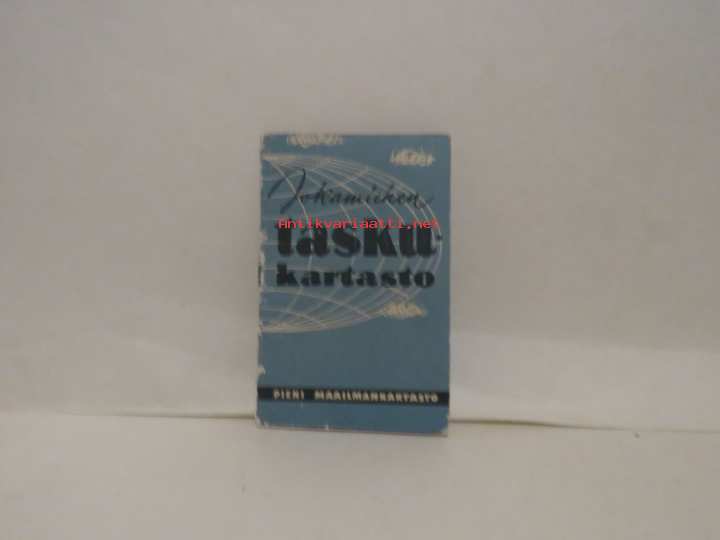 Jokamiehen
Antikvariaatti.net
tasku-
kartasto
PIENI MAAILMANKARTASTO